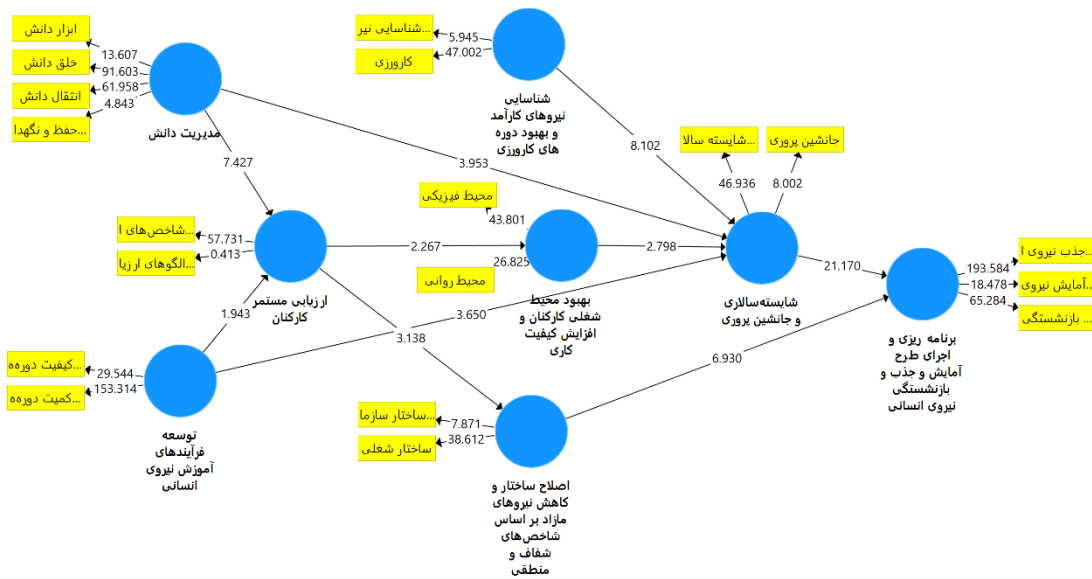 ابزار دانش
خلق دانش
انتقال دانش
حفظ و نگهدا...
13.607
91.603
61.958
4.843
مدیریت دانش
شناسایی نیر...
کارورزی
5.945
47.002
شناسایی
نیروهای کارآمد
و بهبود دوره
های کارورزی
7.427
3.953
8.102
شایسته سالا...
جانشین پروری
46.936
8.002
شاخص‌های ا...
الگوهای ارزیا...
57.731
0.413
ارزیابی مستمر
کارکنان
2.267
محیط فیزیکی
43.801
26.825
محیط روانی
بهبود محیط
شغلی کارکنان و
افزایش کیفیت
کاری
2.798
شایسته‌سالاری
و جانشین پروری
21.170
جذب نیروی ا...
آمایش نیروی...
بازنشستگی ...
193.584
18.478
65.284
برنامه ریزی و
اجرای طرح
آمایش و جذب و
بازنشستگی
نیروی انسانی
1.943
3.650
3.138
6.930
کیفیت دوره‌ه...
کمیت دوره‌ه...
29.544
153.314
توسعه
فرآیندهای
آموزش نیروی
انسانی
ساختار سازما...
ساختار شغلی
7.871
38.612
اصلاح ساختار و
کاهش نیروهای
مازاد بر اساس
شاخص‌های
شفاف و
منطقی